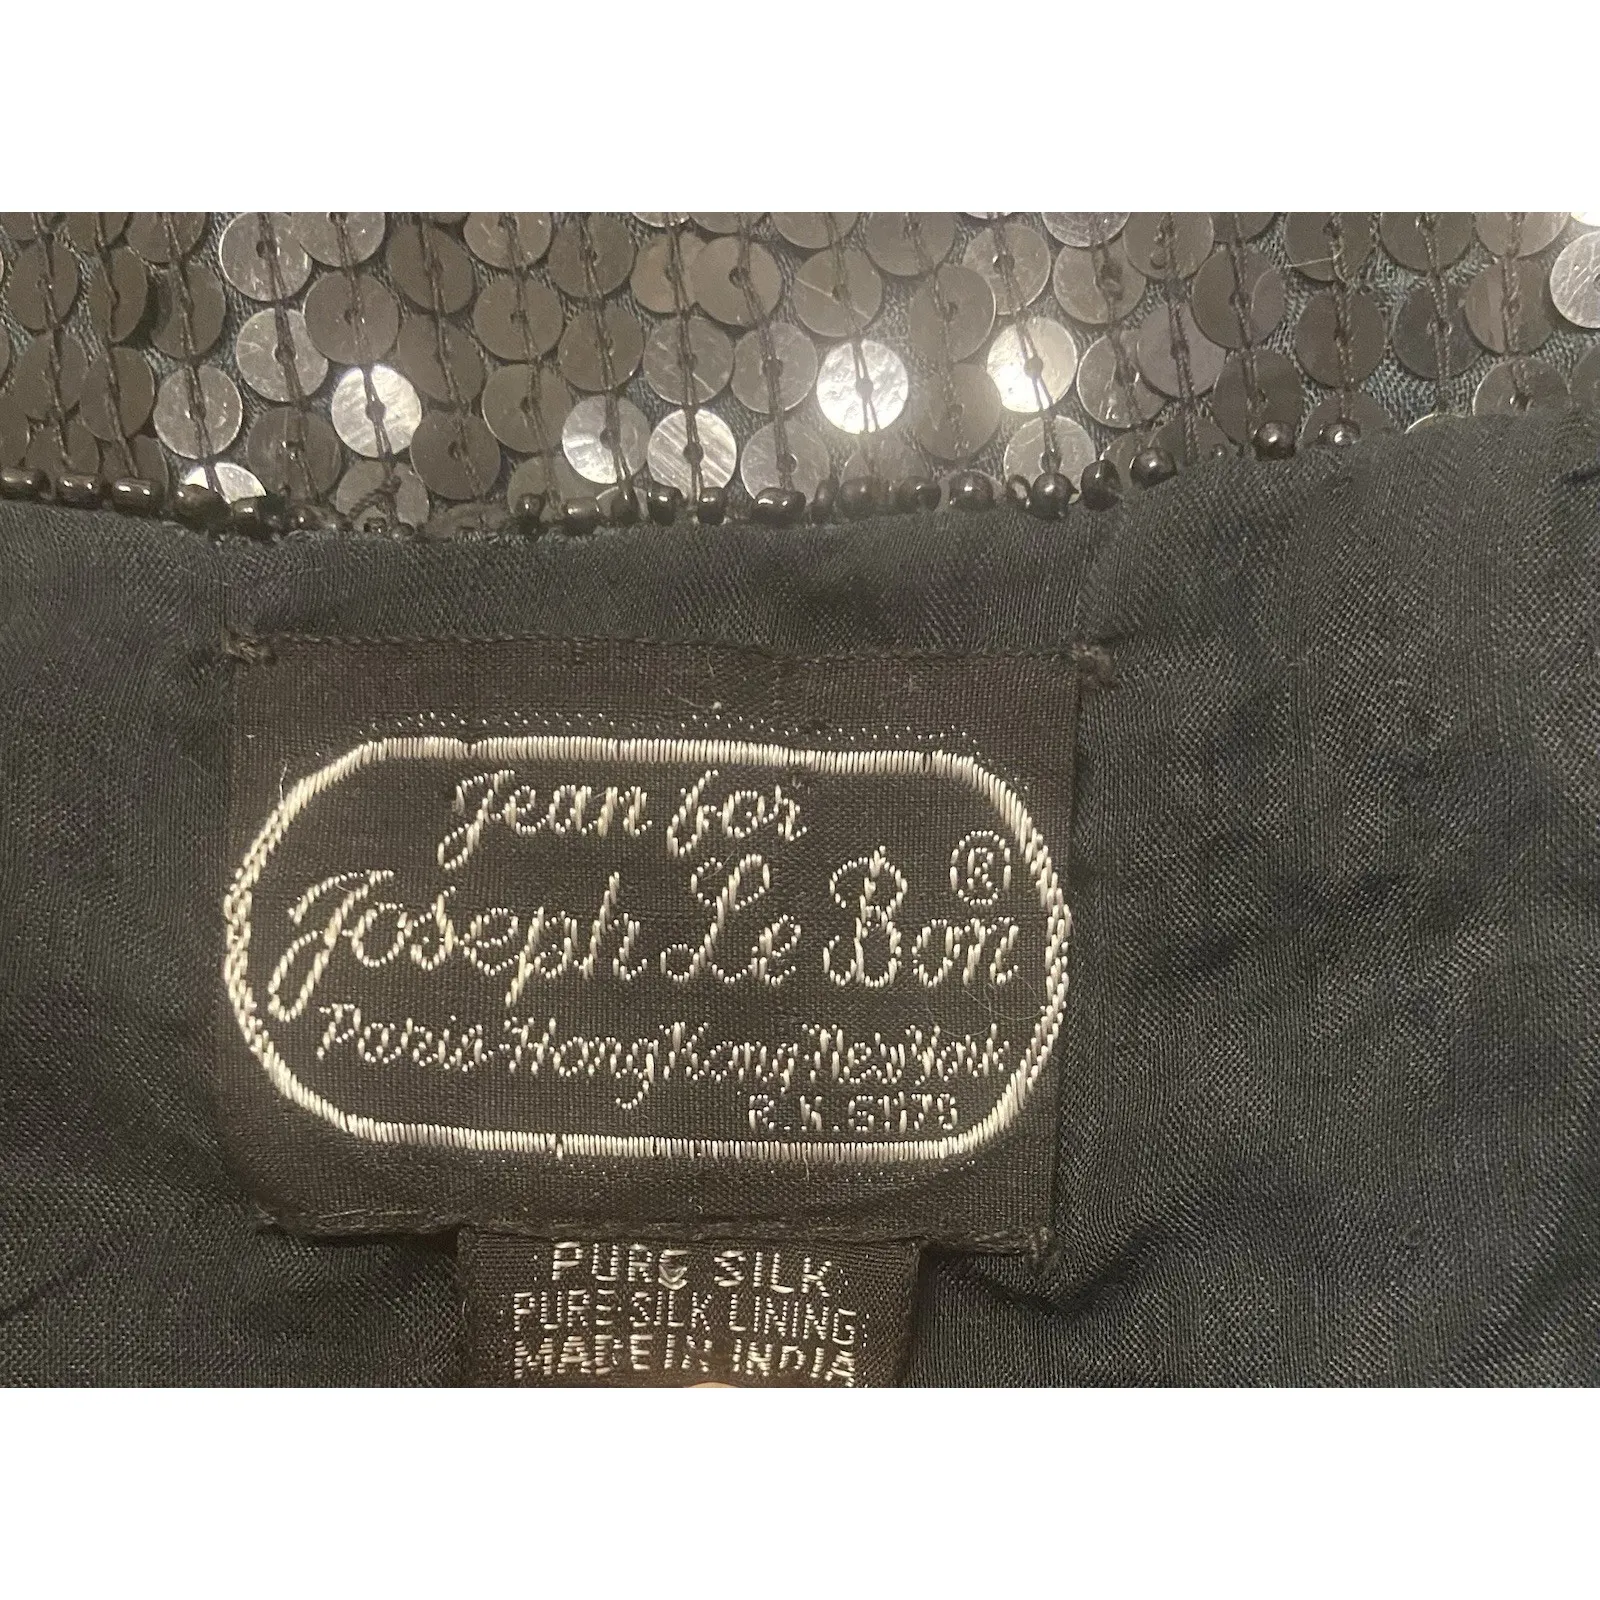 Jean for
Joseph Le Bon ®
Paris·Hong Kong·New York
PURE SILK
PURE SILK LINING
MADE IN INDIA